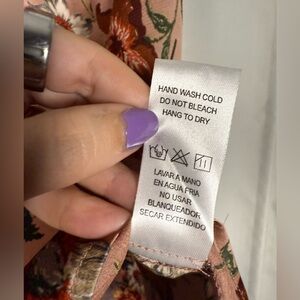 HAND WASH COLD
DO NOT BLEACH
HANG TO DRY
LAVAR A MANO
EN AGUA FRIA
NO USAR
BLANQUEADOR
SECAR EXTENDIDO